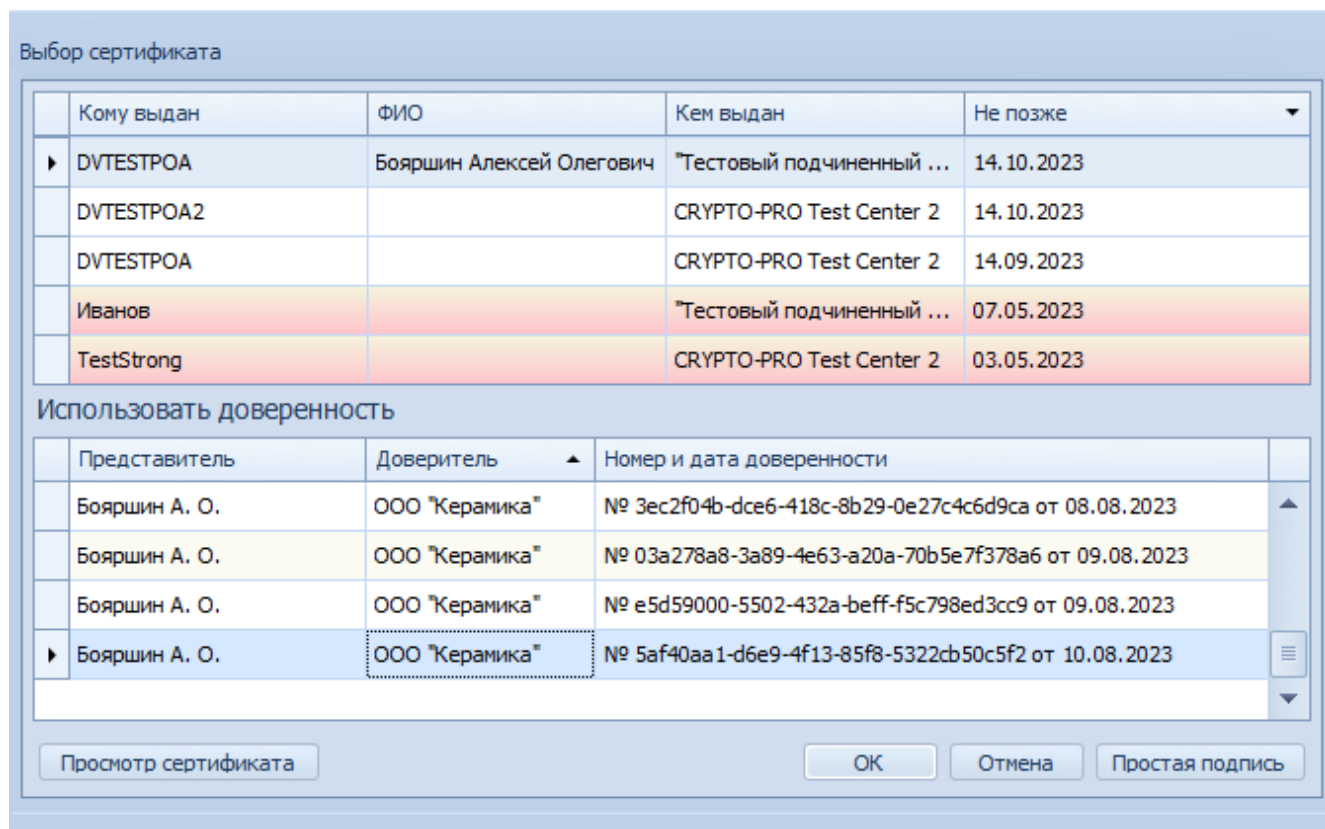 Выбор сертификата
Кому выдан ФИО Кем выдан Не позже
DVTESTPOA Бояршин Алексей Олегович "Тестовый подчиненный ... 14.10.2023
DVTESTPOA2 CRYPTO-PRO Test Center 2 14.10.2023
DVTESTPOA CRYPTO-PRO Test Center 2 14.09.2023
Иванов "Тестовый подчиненный ... 07.05.2023
TestStrong CRYPTO-PRO Test Center 2 03.05.2023
Использовать доверенность
Представитель Доверитель Номер и дата доверенности
Бояршин А. О. ООО "Керамика" № 3ec2f04b-dce6-418c-8b29-0e27c4c6d9ca от 08.08.2023
Бояршин А. О. ООО "Керамика" № 03a278a8-3a89-4e63-a20a-70b5e7f378a6 от 09.08.2023
Бояршин А. О. ООО "Керамика" № e5d59000-5502-432a-beff-f5c798ed3cc9 от 09.08.2023
Бояршин А. О. ООО "Керамика" № 5af40aa1-d6e9-4f13-85f8-5322cb50c5f2 от 10.08.2023
Просмотр сертификата ОК Отмена Простая подпись